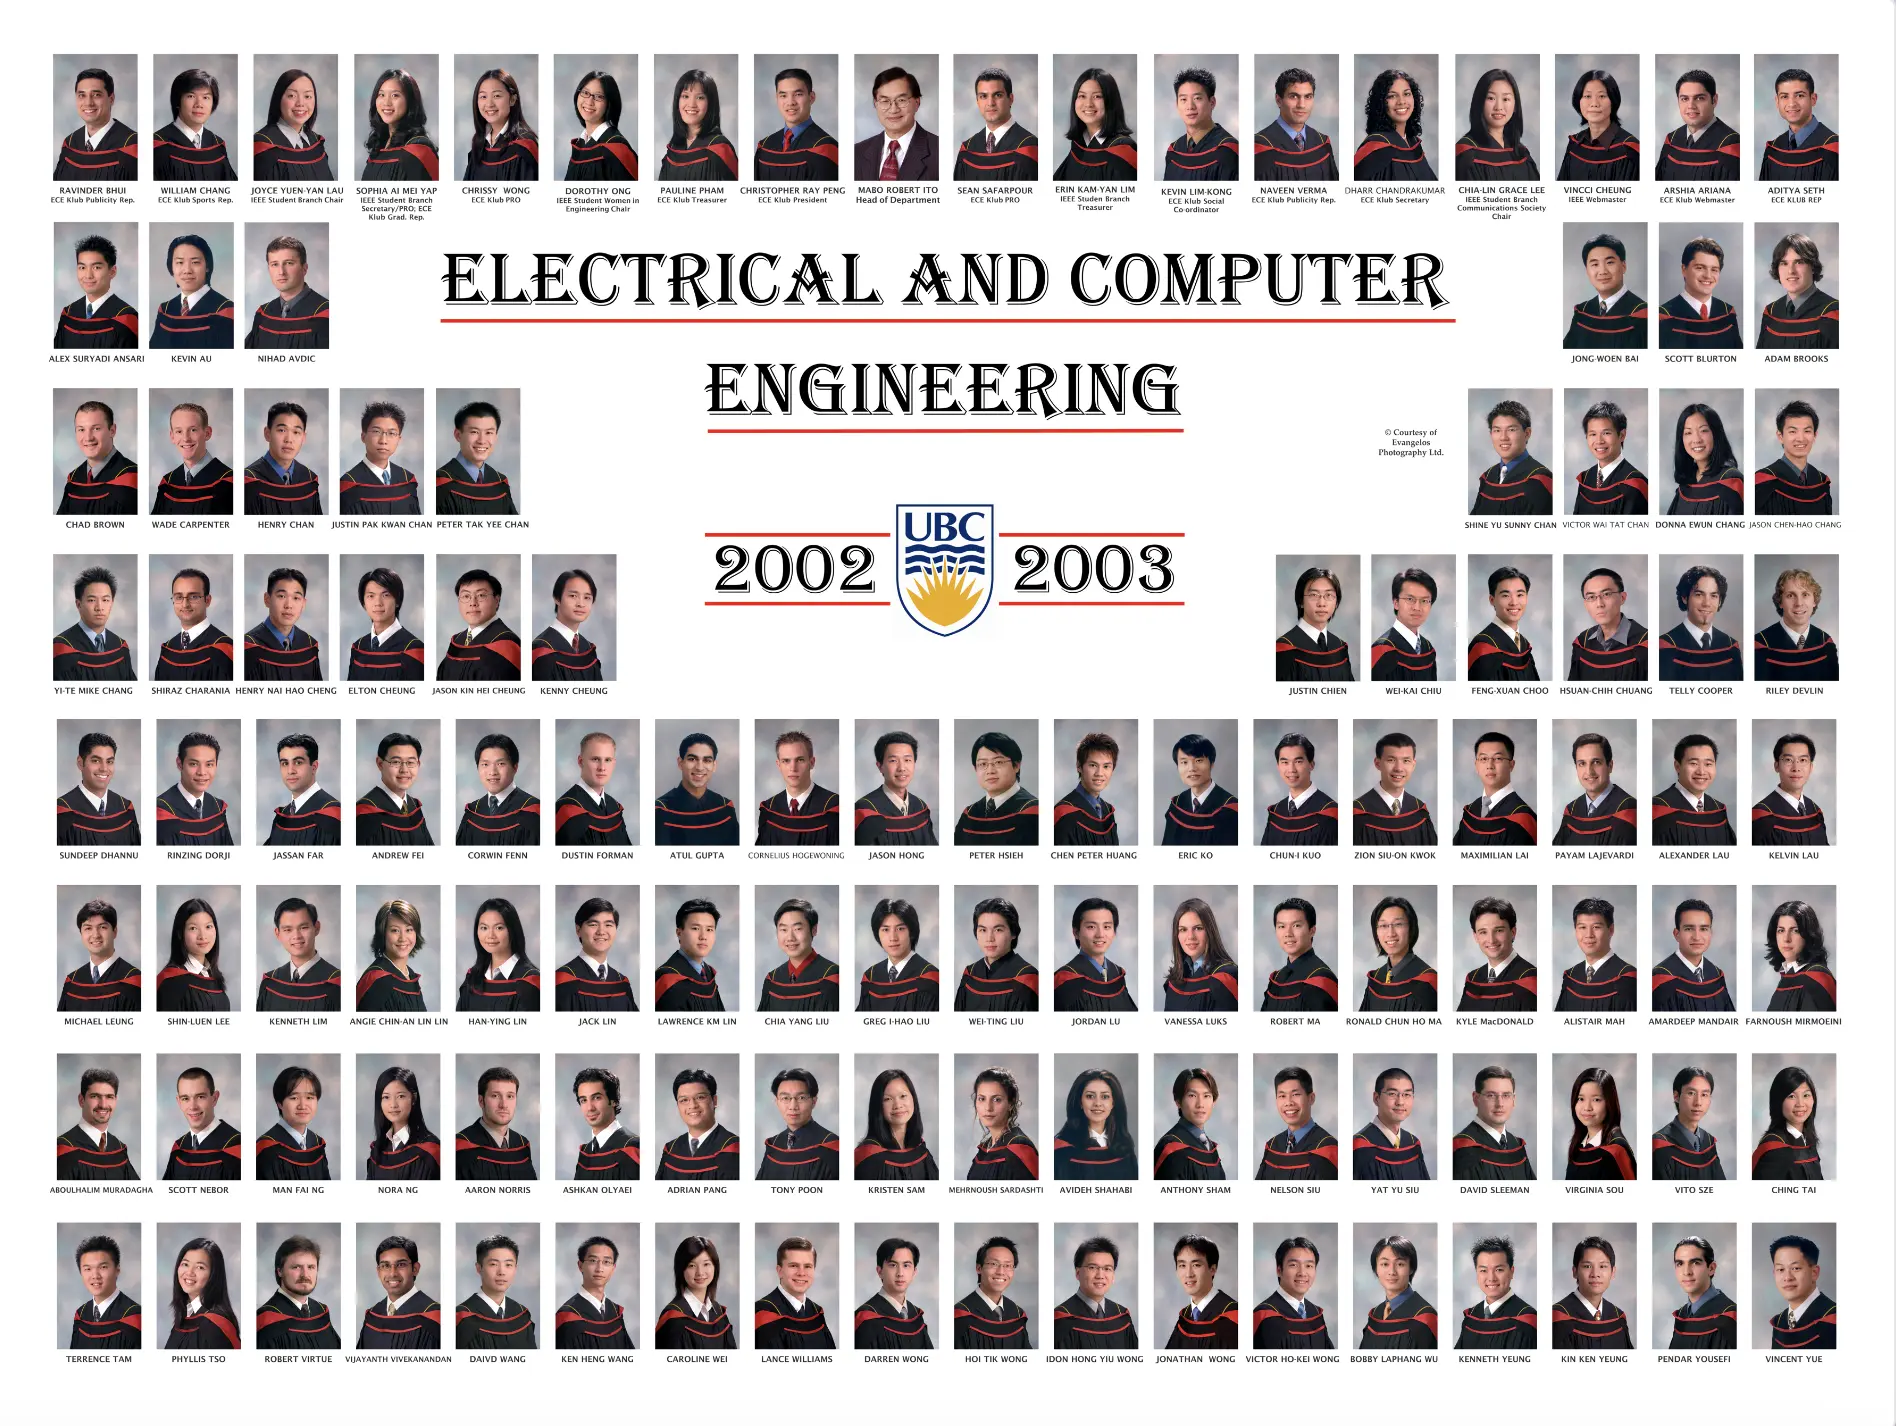 RAVINDER BHUI
ECE Klub Publicity Rep.
WILLIAM CHANG
ECE Klub Sports Rep.
JOYCE YUEN-YAN LAU
IEEE Student Branch Chair
SOPHIA AI MEI YAP
IEEE Student Branch
Secretary/PRO; ECE
Klub Grad. Rep.
CHRISSY WONG
ECE Klub PRO
DOROTHY ONG
IEEE Student Women in
Engineering Chair
PAULINE PHAM
ECE Klub Treasurer
CHRISTOPHER RAY PENG
ECE Klub President
MABO ROBERT ITO
Head of Department
SEAN SAFARPOUR
ECE Klub PRO
ERIN KAM-YAN LIM
IEEE Studen Branch
Treasurer
KEVIN LIM-KONG
ECE Klub Social
Co-ordinator
NAVEEN VERMA
ECE Klub Publicity Rep.
DHARR CHANDRAKUMAR
ECE Klub Secretary
CHIA-LIN GRACE LEE
IEEE Student Branch
Communications Society
Chair
VINCCI CHEUNG
IEEE Webmaster
ARSHIA ARIANA
ECE Klub Webmaster
ADITYA SETH
ECE KLUB REP
ELECTRICAL AND COMPUTER
ENGINEERING
ALEX SURYADI ANSARI
KEVIN AU
NIHAD AVDIC
JONG-WOEN BAI
SCOTT BLURTON
ADAM BROOKS
© Courtesy of
Evangelos
Photography Ltd.
CHAD BROWN
WADE CARPENTER
HENRY CHAN
JUSTIN PAK KWAN CHAN
PETER TAK YEE CHAN
SHINE YU SUNNY CHAN
VICTOR WAI TAT CHAN
DONNA EWUN CHANG
JASON CHEN-HAO CHANG
UBC
2002 2003
YI-TE MIKE CHANG
SHIRAZ CHARANIA
HENRY NAI HAO CHENG
ELTON CHEUNG
JASON KIN HEI CHEUNG
KENNY CHEUNG
JUSTIN CHIEN
WEI-KAI CHIU
FENG-XUAN CHOO
HSUAN-CHIH CHUANG
TELLY COOPER
RILEY DEVLIN
SUNDEEP DHANNU
RINZING DORJI
JASSAN FAR
ANDREW FEI
CORWIN FENN
DUSTIN FORMAN
ATUL GUPTA
CORNELIUS HOGEWONING
JASON HONG
PETER HSIEH
CHEN PETER HUANG
ERIC KO
CHUN-I KUO
ZION SIU-ON KWOK
MAXIMILIAN LAI
PAYAM LAJEVARDI
ALEXANDER LAU
KELVIN LAU
MICHAEL LEUNG
SHIN-LUEN LEE
KENNETH LIM
ANGIE CHIN-AN LIN LIN
HAN-YING LIN
JACK LIN
LAWRENCE KM LIN
CHIA YANG LIU
GREG I-HAO LIU
WEI-TING LIU
JORDAN LU
VANESSA LUKS
ROBERT MA
RONALD CHUN HO MA
KYLE MacDONALD
ALISTAIR MAH
AMARDEEP MANDAIR
FARNOUSH MIRMOEINI
ABOULHALIM MURADAGHA
SCOTT NEBOR
MAN FAI NG
NORA NG
AARON NORRIS
ASHKAN OLYAEI
ADRIAN PANG
TONY POON
KRISTEN SAM
MEHRNOUSH SARDASHTI
AVIDEH SHAHABI
ANTHONY SHAM
NELSON SIU
YAT YU SIU
DAVID SLEEMAN
VIRGINIA SOU
VITO SZE
CHING TAI
TERRENCE TAM
PHYLLIS TSO
ROBERT VIRTUE
VIJAYANTH VIVEKANANDAN
DAIVD WANG
KEN HENG WANG
CAROLINE WEI
LANCE WILLIAMS
DARREN WONG
HOI TIK WONG
IDON HONG YIU WONG
JONATHAN WONG
VICTOR HO-KEI WONG
BOBBY LAPHANG WU
KENNETH YEUNG
KIN KEN YEUNG
PENDAR YOUSEFI
VINCENT YUE